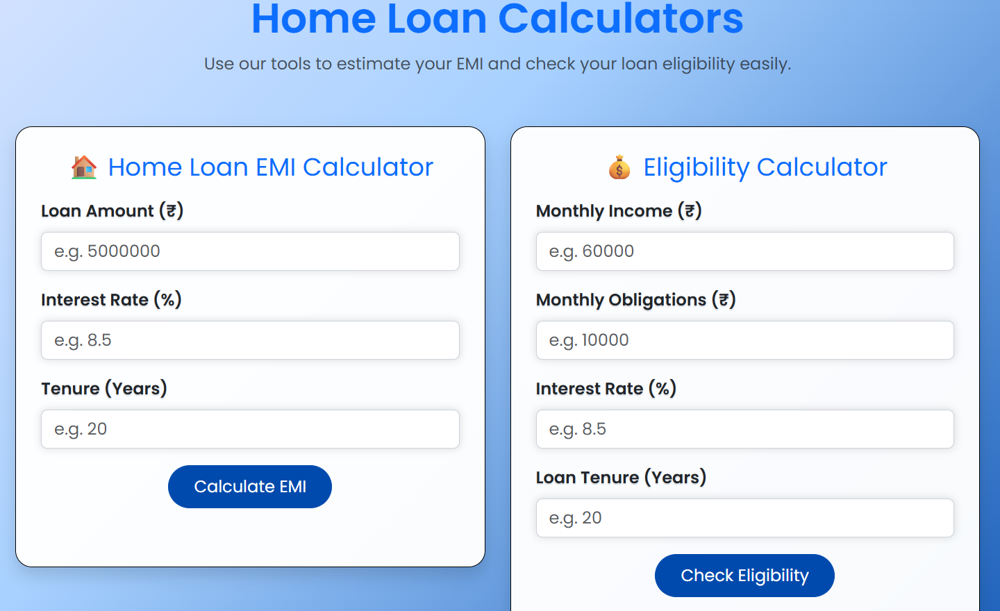 Home Loan Calculators
Use our tools to estimate your EMI and check your loan eligibility easily.
🏠 Home Loan EMI Calculator
Loan Amount (₹)
e.g. 5000000
Interest Rate (%)
e.g. 8.5
Tenure (Years)
e.g. 20
Calculate EMI
💰 Eligibility Calculator
Monthly Income (₹)
e.g. 60000
Monthly Obligations (₹)
e.g. 10000
Interest Rate (%)
e.g. 8.5
Loan Tenure (Years)
e.g. 20
Check Eligibility